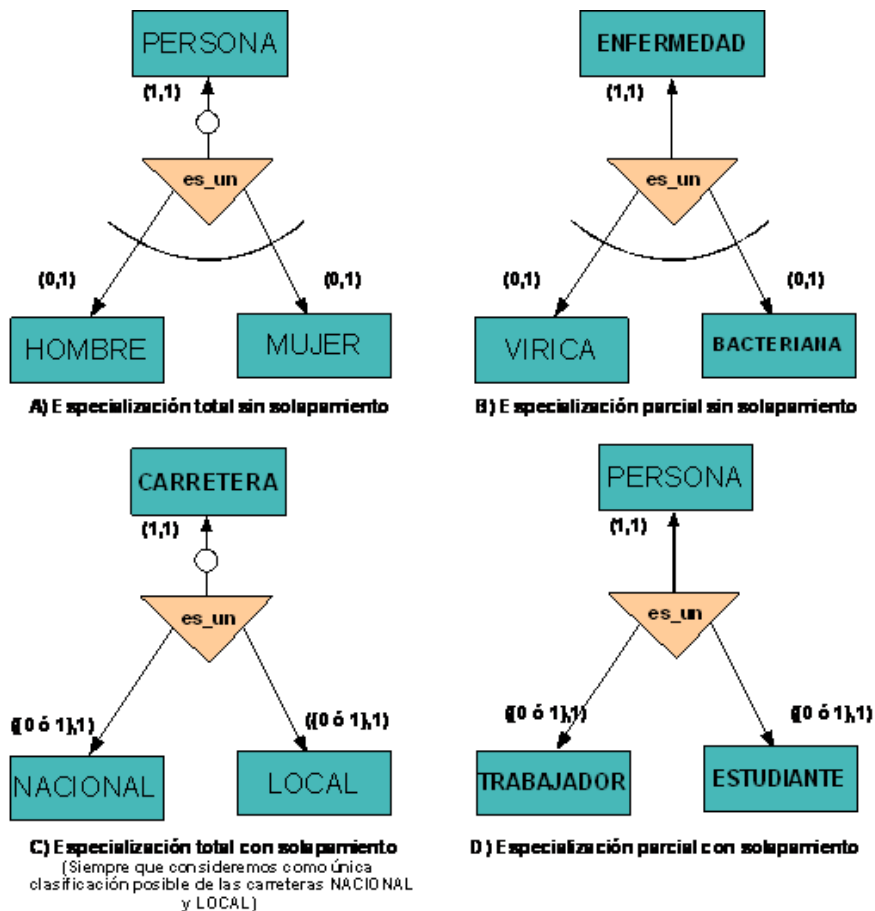 PERSONA
(1,1)
es_un
(0,1)
(0,1)
HOMBRE
MUJER
A) Especialización total sin solapamiento
ENFERMEDAD
(1,1)
es_un
(0,1)
(0,1)
VIRICA
BACTERIANA
B) Especialización parcial sin solapamiento
CARRETERA
(1,1)
es_un
({0 ó 1},1)
({0 ó 1},1)
NACIONAL
LOCAL
C) Especialización total con solapamiento
(Siempre que consideremos como única
clasificación posible de las carreteras NACIONAL
y LOCAL)
PERSONA
(1,1)
es_un
({0 ó 1},1)
({0 ó 1},1)
TRABAJADOR
ESTUDIANTE
D) Especialización parcial con solapamiento